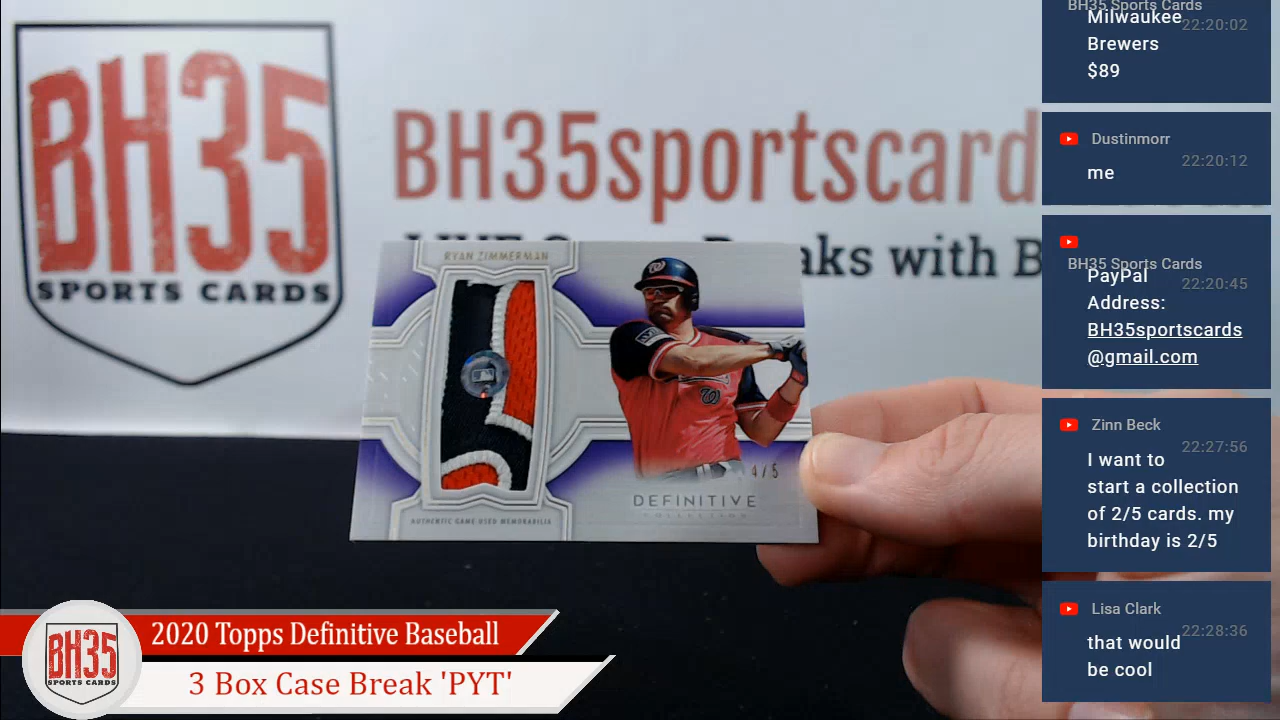 BH35
SPORTS CARDS
BH35sportscard
aks with B
RYAN ZIMMERMAN
W
W
4/5
DEFINITIVE
COLLECTION
AUTHENTIC GAME USED MEMORABILIA
BH35
SPORTS CARDS
2020 Topps Definitive Baseball
3 Box Case Break 'PYT'
BH35 Sports Cards
22:20:02
Milwaukee
Brewers
$89
Dustinmorr
22:20:12
me
BH35 Sports Cards
22:20:45
PayPal
Address:
BH35sportscards
@gmail.com
Zinn Beck
22:27:56
I want to
start a collection
of 2/5 cards. my
birthday is 2/5
Lisa Clark
22:28:36
that would
be cool